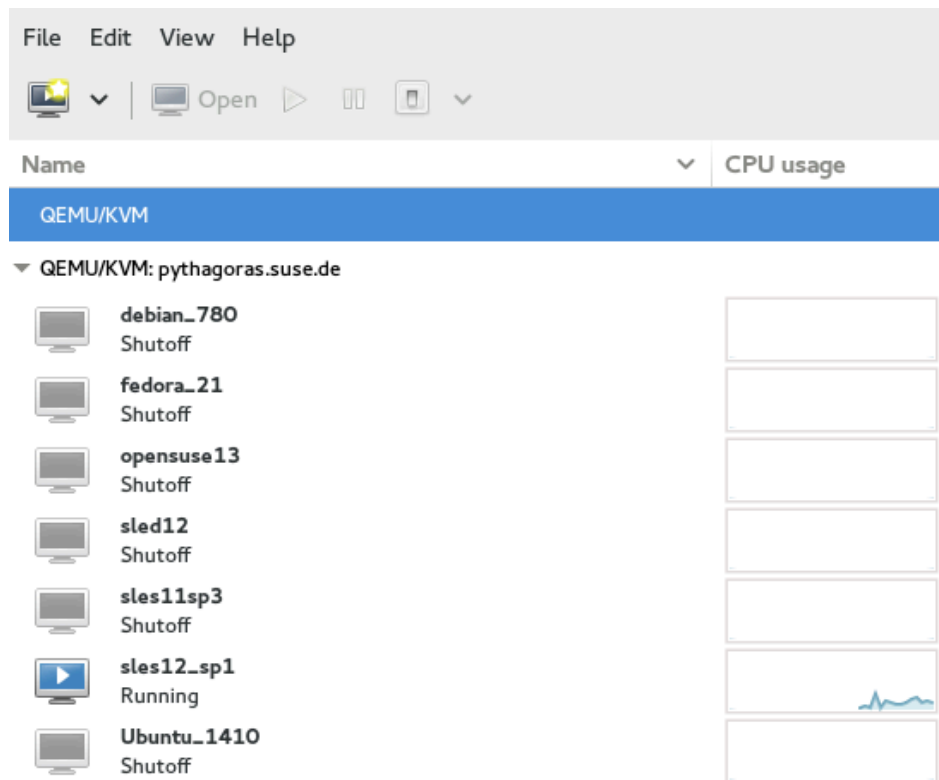 File Edit View Help
Open
Name CPU usage
QEMU/KVM
QEMU/KVM: pythagoras.suse.de
debian_780
Shutoff
fedora_21
Shutoff
opensuse13
Shutoff
sled12
Shutoff
sles11sp3
Shutoff
sles12_sp1
Running
Ubuntu_1410
Shutoff